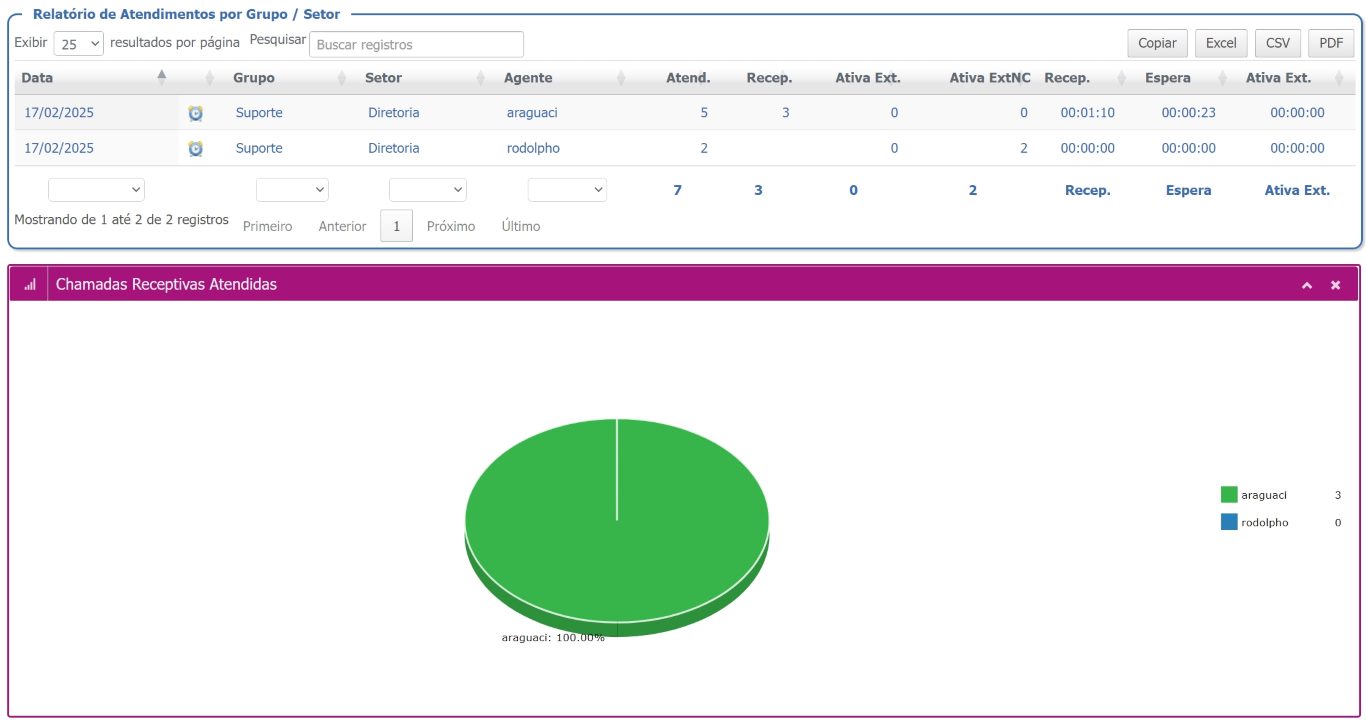 Relatório de Atendimentos por Grupo / Setor
Exibir 25 resultados por página Pesquisar Buscar registros Copiar Excel CSV PDF
Data Grupo Setor Agente Atend. Recep. Ativa Ext. Ativa ExtNC Recep. Espera Ativa Ext.
17/02/2025 Suporte Diretoria araguaci 5 3 0 0 00:01:10 00:00:23 00:00:00
17/02/2025 Suporte Diretoria rodolpho 2 0 2 00:00:00 00:00:00 00:00:00
7 3 0 2 Recep. Espera Ativa Ext.
Mostrando de 1 até 2 de 2 registros Primeiro Anterior 1 Próximo Último
Chamadas Receptivas Atendidas
araguaci 3
rodolpho 0
araguaci: 100.00%